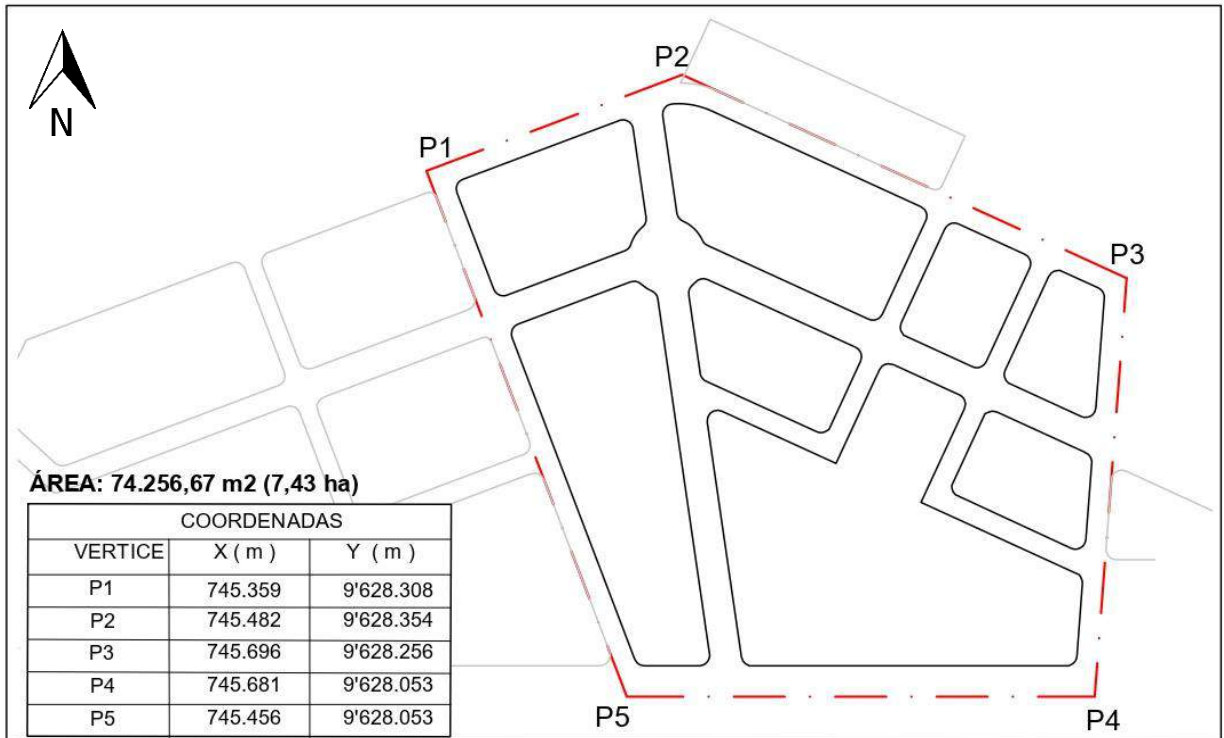 N
P2
P1
P3
ÁREA: 74.256,67 m2 (7,43 ha)
COORDENADAS
VERTICE X ( m ) Y ( m )
P1 745.359 9'628.308
P2 745.482 9'628.354
P3 745.696 9'628.256
P4 745.681 9'628.053
P5 745.456 9'628.053
P5
P4